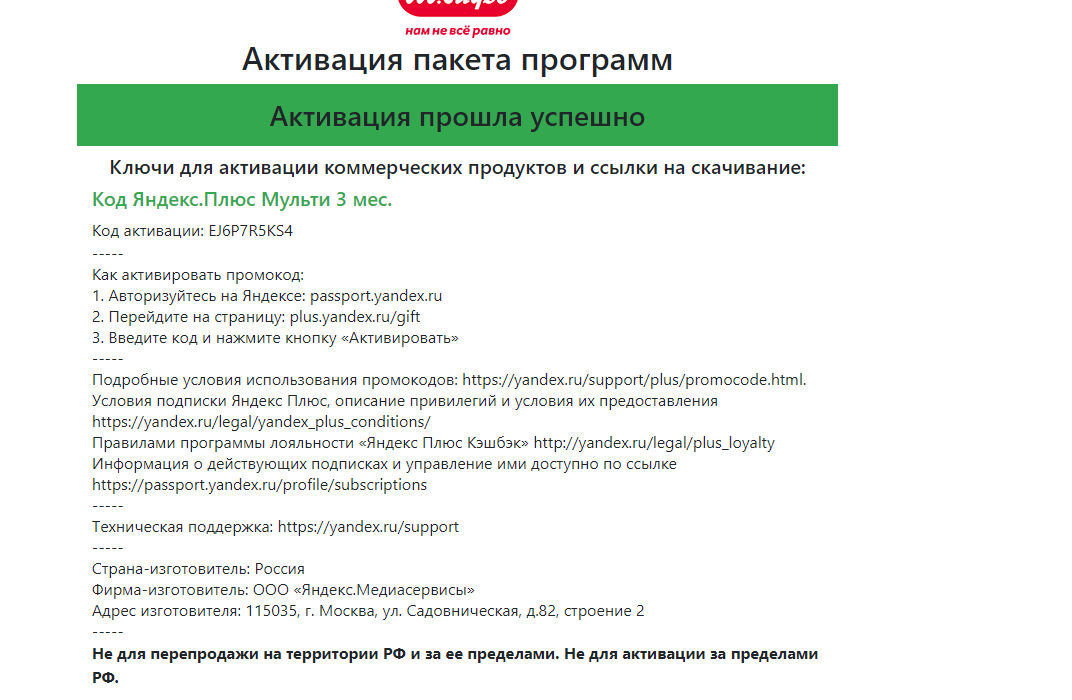 нам не всё равно
Активация пакета программ
Активация прошла успешно
Ключи для активации коммерческих продуктов и ссылки на скачивание:
Код Яндекс.Плюс Мульти 3 мес.
Код активации: EJ6P7R5KS4
-----
Как активировать промокод:
1. Авторизуйтесь на Яндексе: passport.yandex.ru
2. Перейдите на страницу: plus.yandex.ru/gift
3. Введите код и нажмите кнопку «Активировать»
-----
Подробные условия использования промокодов: https://yandex.ru/support/plus/promocode.html.
Условия подписки Яндекс Плюс, описание привилегий и условия их предоставления
https://yandex.ru/legal/yandex_plus_conditions/
Правилами программы лояльности «Яндекс Плюс Кэшбэк» http://yandex.ru/legal/plus_loyalty
Информация о действующих подписках и управление ими доступно по ссылке
https://passport.yandex.ru/profile/subscriptions
-----
Техническая поддержка: https://yandex.ru/support
-----
Страна-изготовитель: Россия
Фирма-изготовитель: ООО «Яндекс.Медиасервисы»
Адрес изготовителя: 115035, г. Москва, ул. Садовническая, д.82, строение 2
-----
Не для перепродажи на территории РФ и за ее пределами. Не для активации за пределами
РФ.